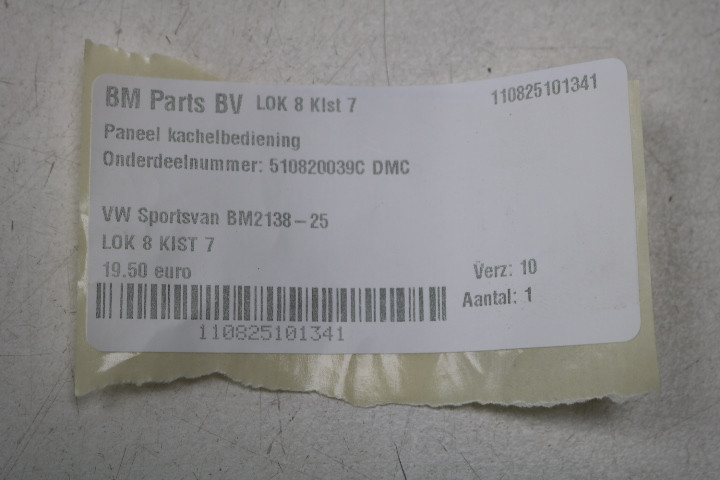 BM Parts BV LOK 8 KIst 7 110825101341
Paneel kachelbediening
Onderdeelnummer: 510820039C DMC
VW Sportsvan BM2138-25
LOK 8 KIST 7
19.50 euro Verz: 10
Aantal: 1
110825101341